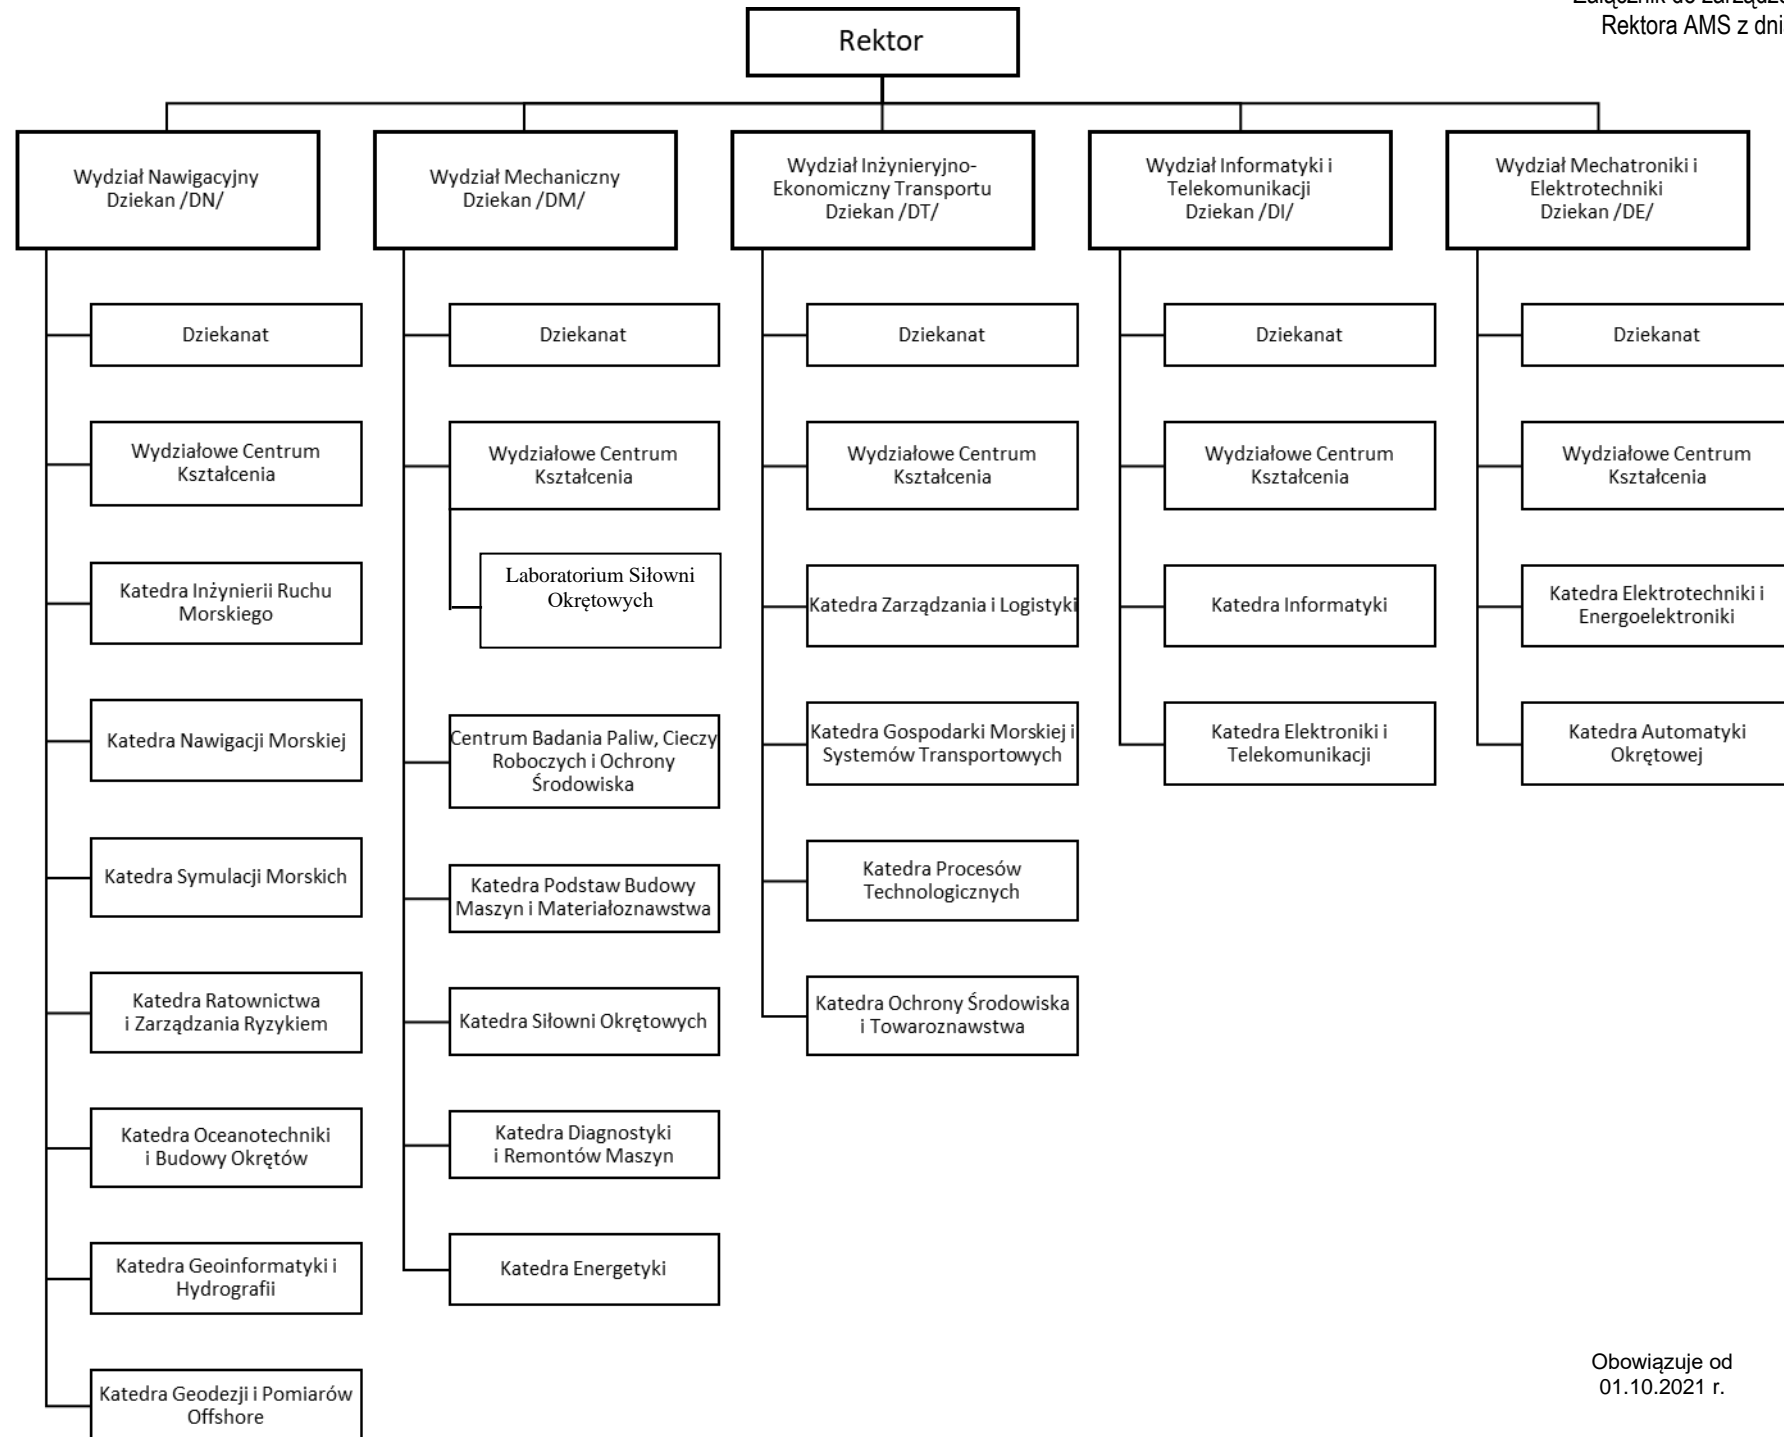 Załącznik do zarządze
Rektora AMS z dni
Rektor
Wydział Nawigacyjny
Dziekan /DN/
Wydział Mechaniczny
Dziekan /DM/
Wydział Inżynieryjno-
Ekonomiczny Transportu
Dziekan /DT/
Wydział Informatyki i
Telekomunikacji
Dziekan /DI/
Wydział Mechatroniki i
Elektrotechniki
Dziekan /DE/
Dziekanat
Wydziałowe Centrum
Kształcenia
Katedra Inżynierii Ruchu
Morskiego
Katedra Nawigacji Morskiej
Katedra Symulacji Morskich
Katedra Ratownictwa
i Zarządzania Ryzykiem
Katedra Oceanotechniki
i Budowy Okrętów
Katedra Geoinformatyki i
Hydrografii
Katedra Geodezji i Pomiarów
Offshore
Dziekanat
Wydziałowe Centrum
Kształcenia
Laboratorium Siłowni
Okrętowych
Centrum Badania Paliw, Cieczy
Roboczych i Ochrony
Środowiska
Katedra Podstaw Budowy
Maszyn i Materiałoznawstwa
Katedra Siłowni Okrętowych
Katedra Diagnostyki
i Remontów Maszyn
Katedra Energetyki
Dziekanat
Wydziałowe Centrum
Kształcenia
Katedra Zarządzania i Logistyki
Katedra Gospodarki Morskiej i
Systemów Transportowych
Katedra Procesów
Technologicznych
Katedra Ochrony Środowiska
i Towaroznawstwa
Dziekanat
Wydziałowe Centrum
Kształcenia
Katedra Informatyki
Katedra Elektroniki i
Telekomunikacji
Dziekanat
Wydziałowe Centrum
Kształcenia
Katedra Elektrotechniki i
Energoelektroniki
Katedra Automatyki
Okrętowej
Obowiązuje od
01.10.2021 r.